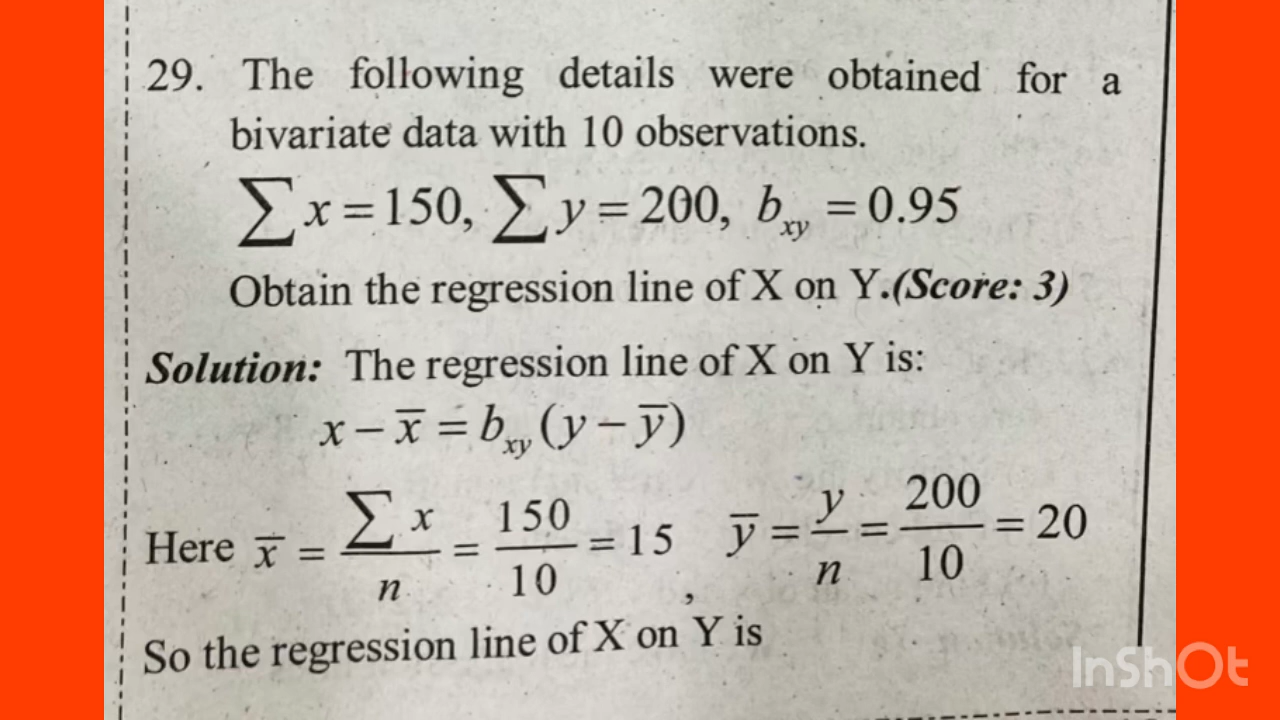 29. The following details were obtained for a
bivariate data with 10 observations.
∑x = 150, ∑y = 200, b_xy = 0.95
Obtain the regression line of X on Y.(Score: 3)
Solution: The regression line of X on Y is:
x − x̅ = b_xy (y − y̅)
Here x̅ = ∑x/n = 150/10 = 15, y̅ = y/n = 200/10 = 20
So the regression line of X on Y is
InShOt